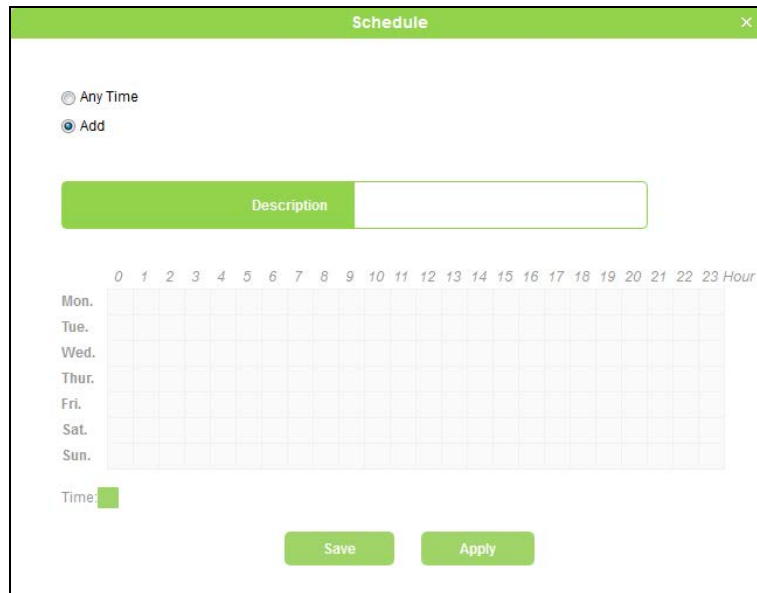 Schedule ×
Any Time
Add
Description
0 1 2 3 4 5 6 7 8 9 10 11 12 13 14 15 16 17 18 19 20 21 22 23 Hour
Mon.
Tue.
Wed.
Thur.
Fri.
Sat.
Sun.
Time:
Save Apply